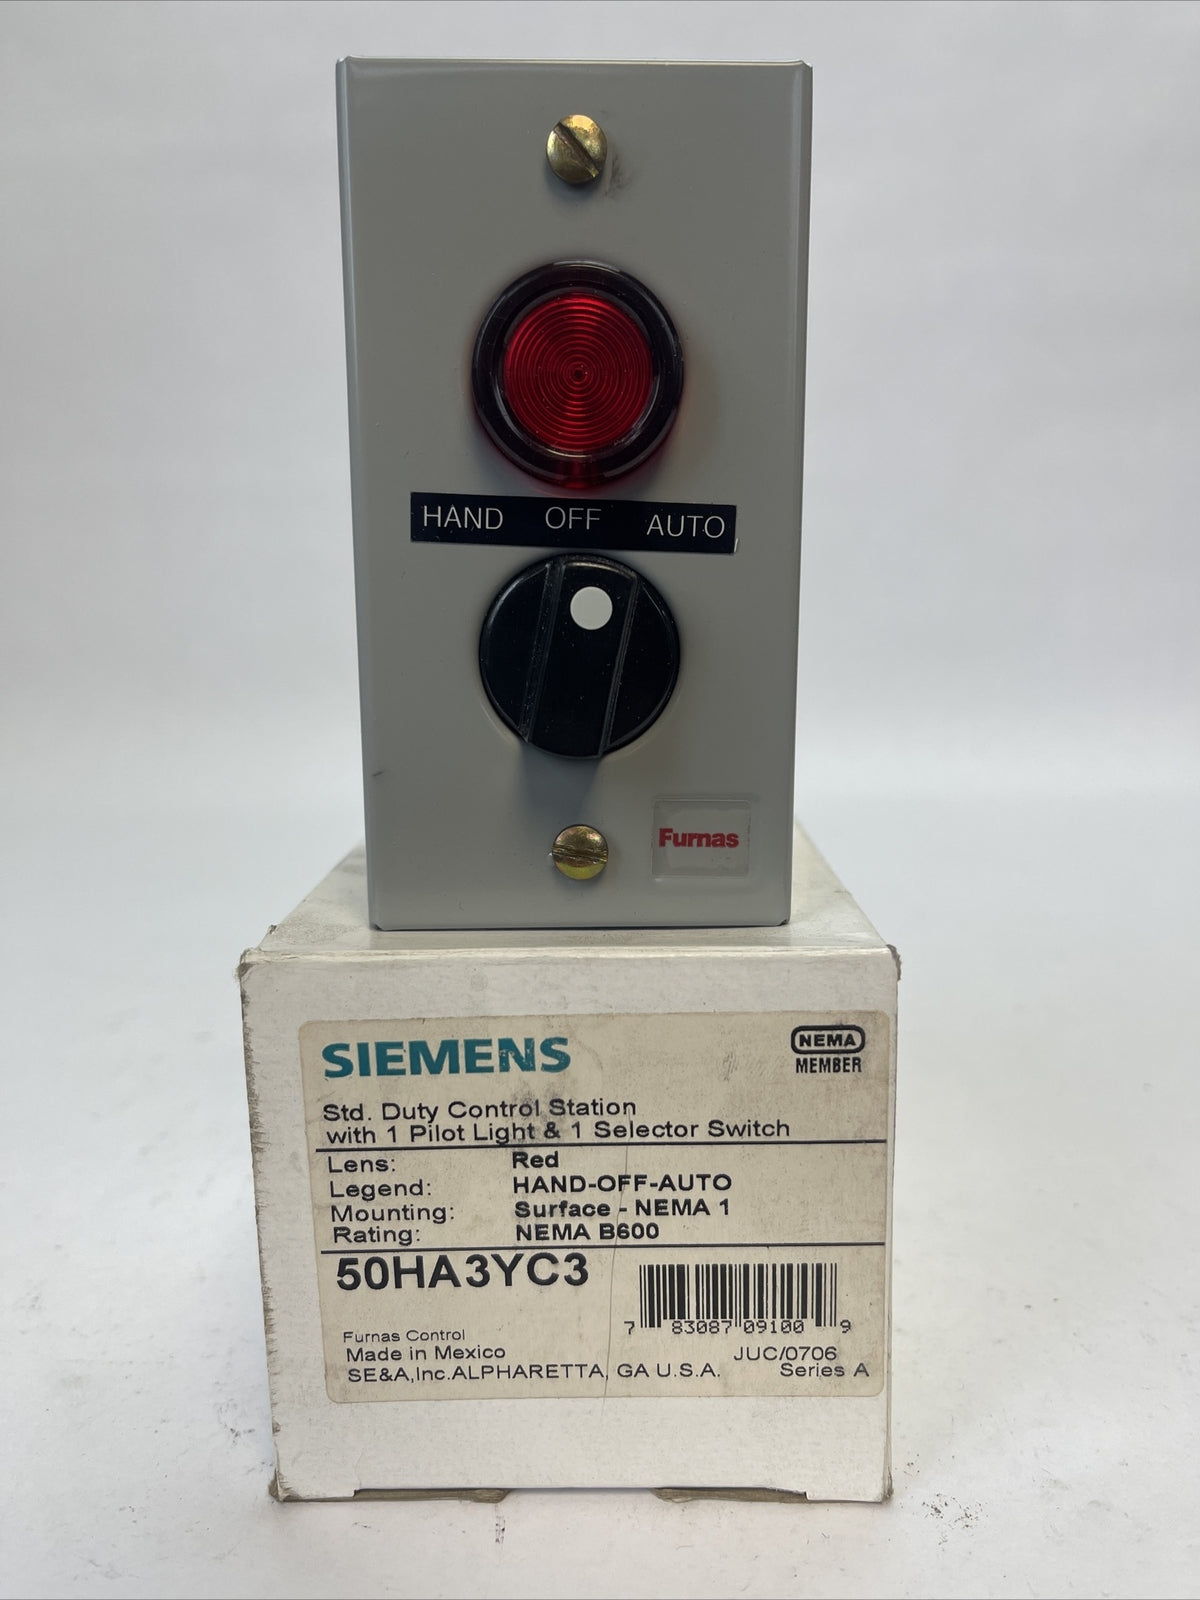 HAND OFF AUTO
Furnas
SIEMENS
NEMA
MEMBER
Std. Duty Control Station
with 1 Pilot Light & 1 Selector Switch
Lens: Red
Legend: HAND-OFF-AUTO
Mounting: Surface - NEMA 1
Rating: NEMA B600
50HA3YC3
7 83087 09100 9
Furnas Control
Made in Mexico JUC/0706
SE&A,Inc.ALPHARETTA, GA U.S.A. Series A